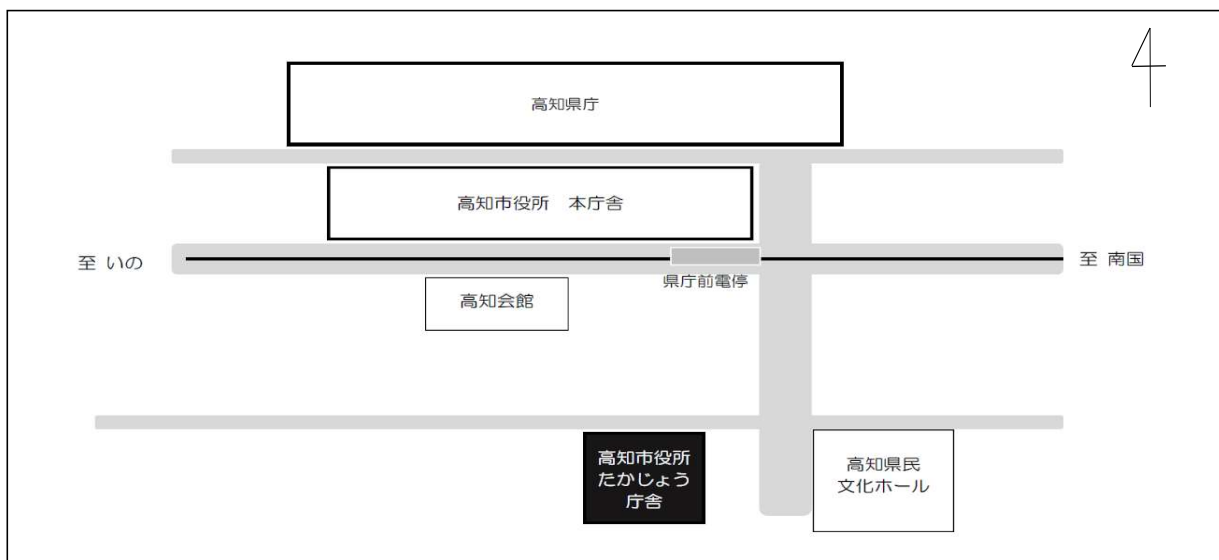 高知県庁
高知市役所　本庁舎
至 いの
至 南国
県庁前電停
高知会館
高知市役所
たかじょう
庁舎
高知県民
文化ホール